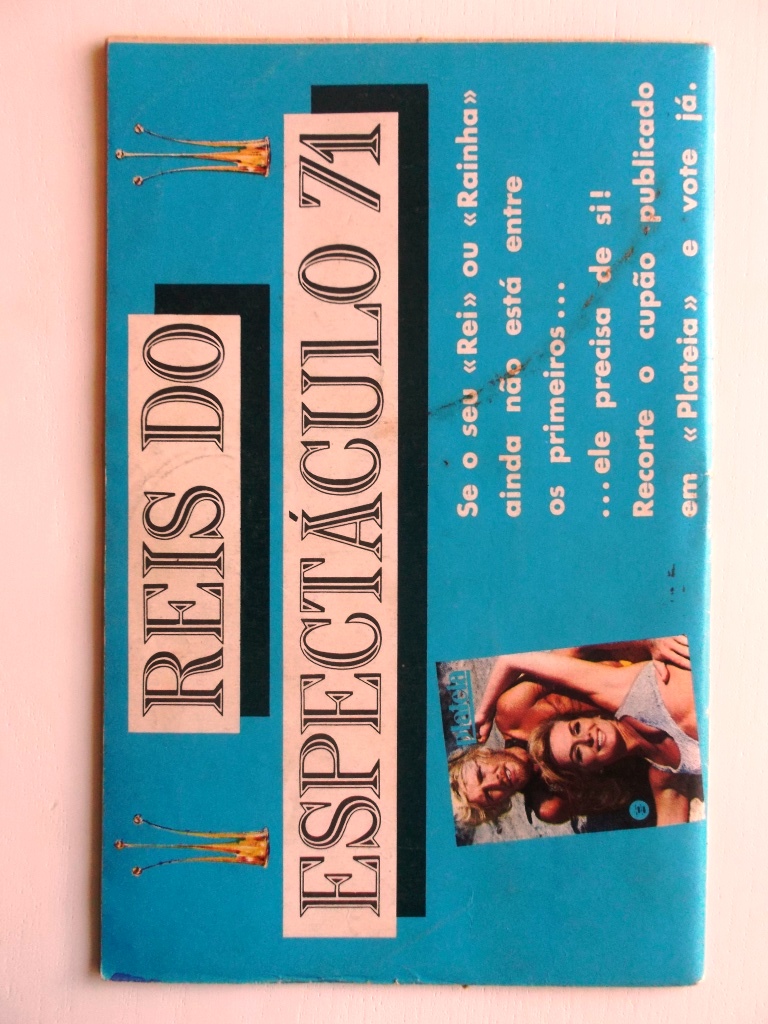 REIS DO
ESPECTÁCULO 71
Se o seu «Rei» ou «Rainha»
ainda não está entre
os primeiros...
...ele precisa de si!
Recorte o cupão publicado
em «Plateia» e vote já.
plateia